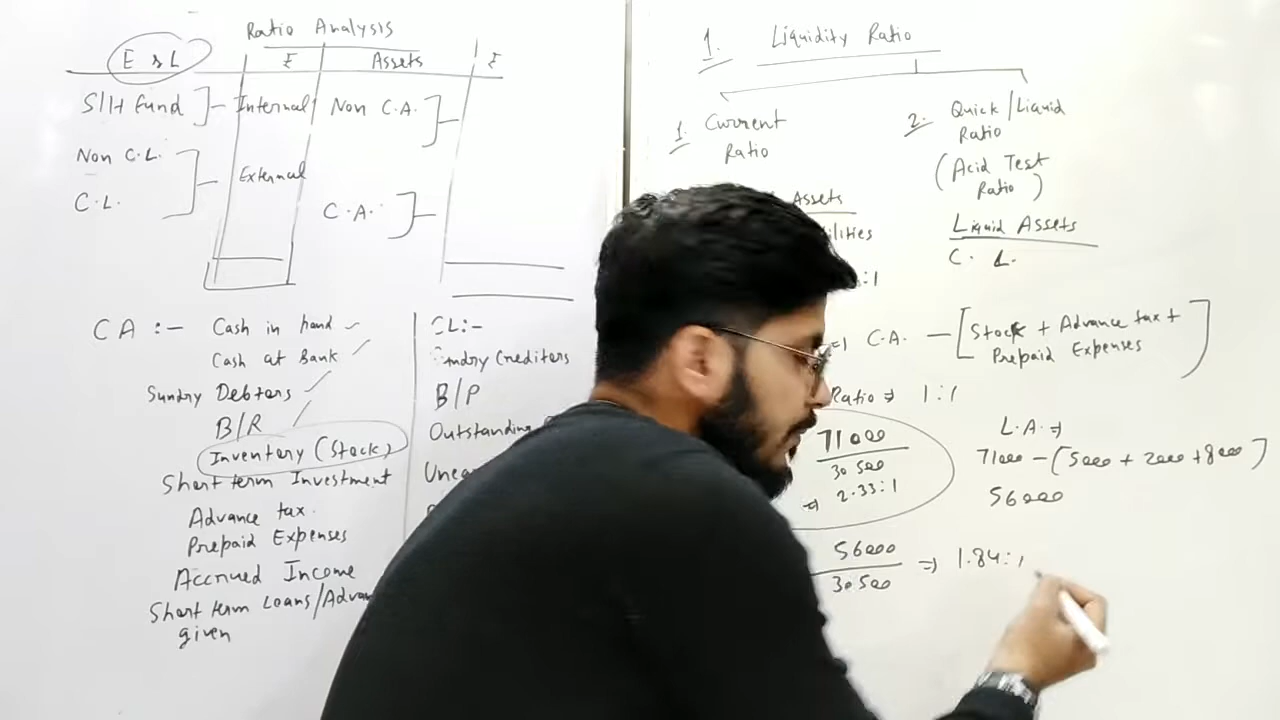 Ratio Analysis
E & L ₹ Assets ₹
S/H Fund Internal Non C.A.
Non C.L. External
C.L. C.A.
CA :- Cash in hand
Cash at Bank
Sundry Debtors
B/R
Inventory (Stock)
Short term Investment
Advance tax.
Prepaid Expenses
Accrued Income
Short term Loans/
given
CL:-
Creditors
B/P
Outstanding
1. Liquidity Ratio
1. Current
Ratio
Assets
:1
2. Quick/Liquid
Ratio
(Acid Test
Ratio)
Liquid Assets
C. L.
C.A. — [Stock + Advance tax +
Prepaid Expenses]
Ratio ⇒ 1:1
71000
30500
⇒ 2.33:1
L.A. ⇒
71000 - [5000 + 2000 + 8000]
56000
56000
30500
⇒ 1.84: